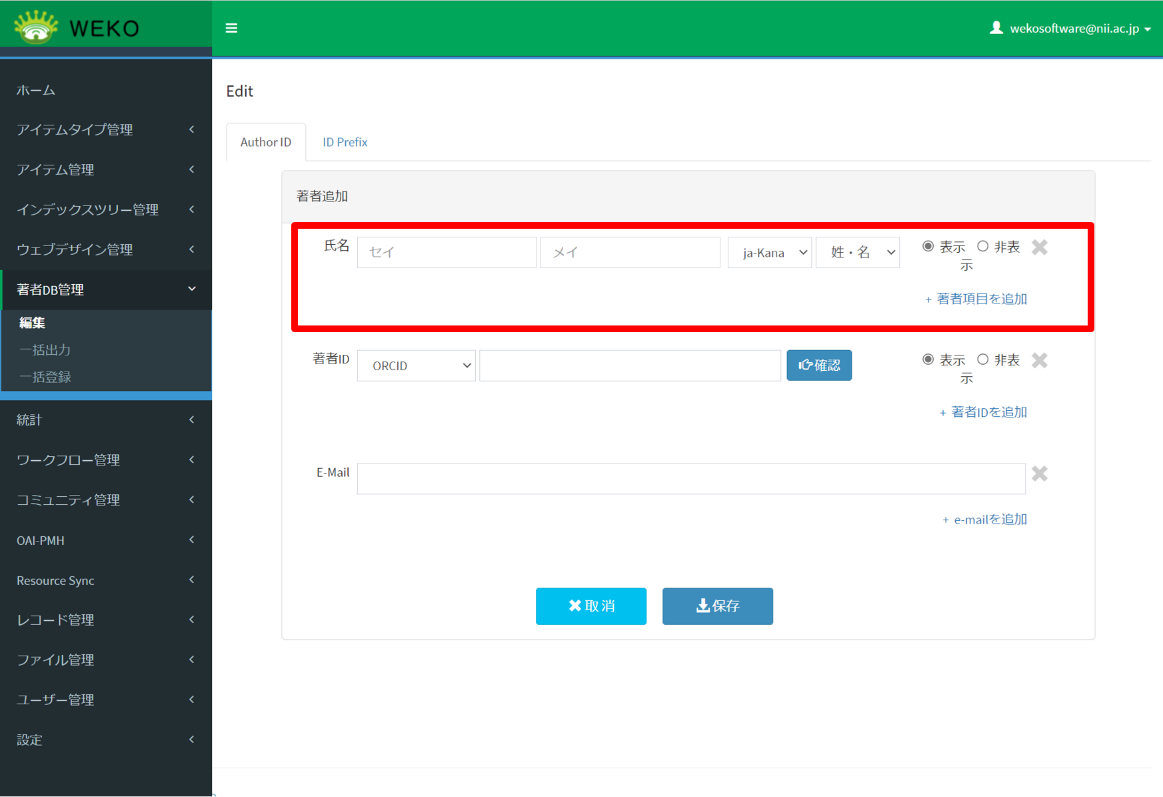 WEKO
wekosoftware@nii.ac.jp
ホーム
アイテムタイプ管理
アイテム管理
インデックスツリー管理
ウェブデザイン管理
著者DB管理
編集
一括出力
一括登録
統計
ワークフロー管理
コミュニティ管理
OAI-PMH
Resource Sync
レコード管理
ファイル管理
ユーザー管理
設定
Edit
Author ID ID Prefix
著者追加
氏名 セイ メイ ja-Kana 姓・名 表示 非表
示
+ 著者項目を追加
著者ID ORCID 確認 表示 非表
示
+ 著者IDを追加
E-Mail
+ e-mailを追加
取消 保存